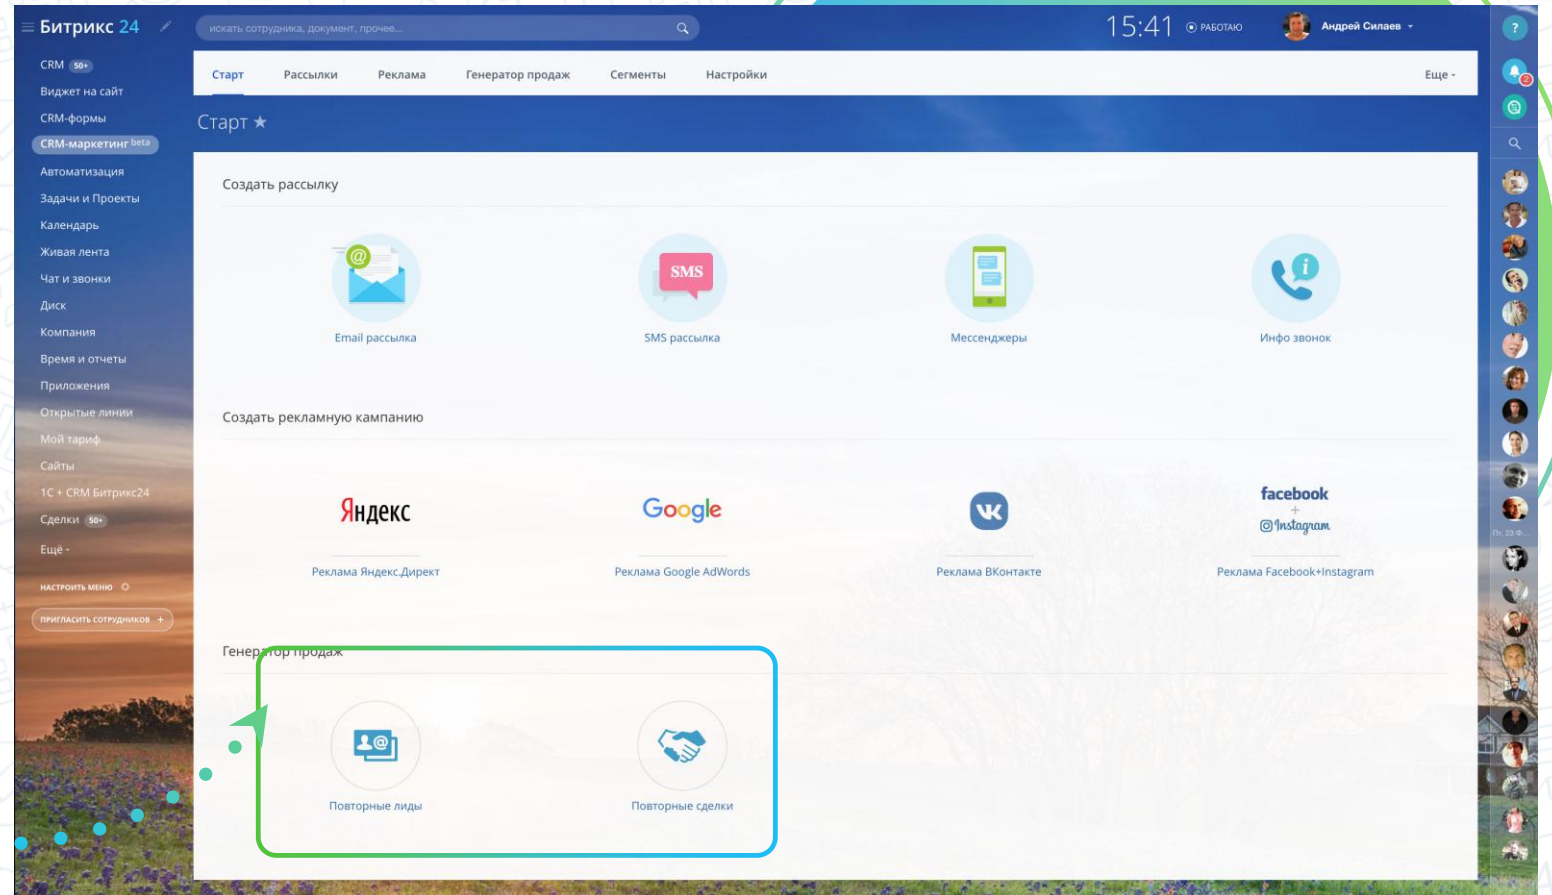 Битрикс 24
искать сотрудника, документ, прочее...
15:41 РАБОТАЮ
Андрей Силаев
?
CRM 50+
Виджет на сайт
CRM-формы
CRM-маркетинг beta
Автоматизация
Задачи и Проекты
Календарь
Живая лента
Чат и звонки
Диск
Компания
Время и отчеты
Приложения
Открытые линии
Мой тариф
Сайты
1С + CRM Битрикс24
Сделки 50+
Ещё
НАСТРОИТЬ МЕНЮ
ПРИГЛАСИТЬ СОТРУДНИКОВ +
Старт Рассылки Реклама Генератор продаж Сегменты Настройки Еще
2
Старт
Создать рассылку
@ SMS i
Email рассылка SMS рассылка Мессенджеры Инфо звонок
Создать рекламную кампанию
Яндекс Google facebook
+
Instagram
Реклама Яндекс.Директ Реклама Google AdWords Реклама ВКонтакте Реклама Facebook+Instagram
Пт, 23 Ф...
Генератор продаж
@
Повторные лиды Повторные сделки